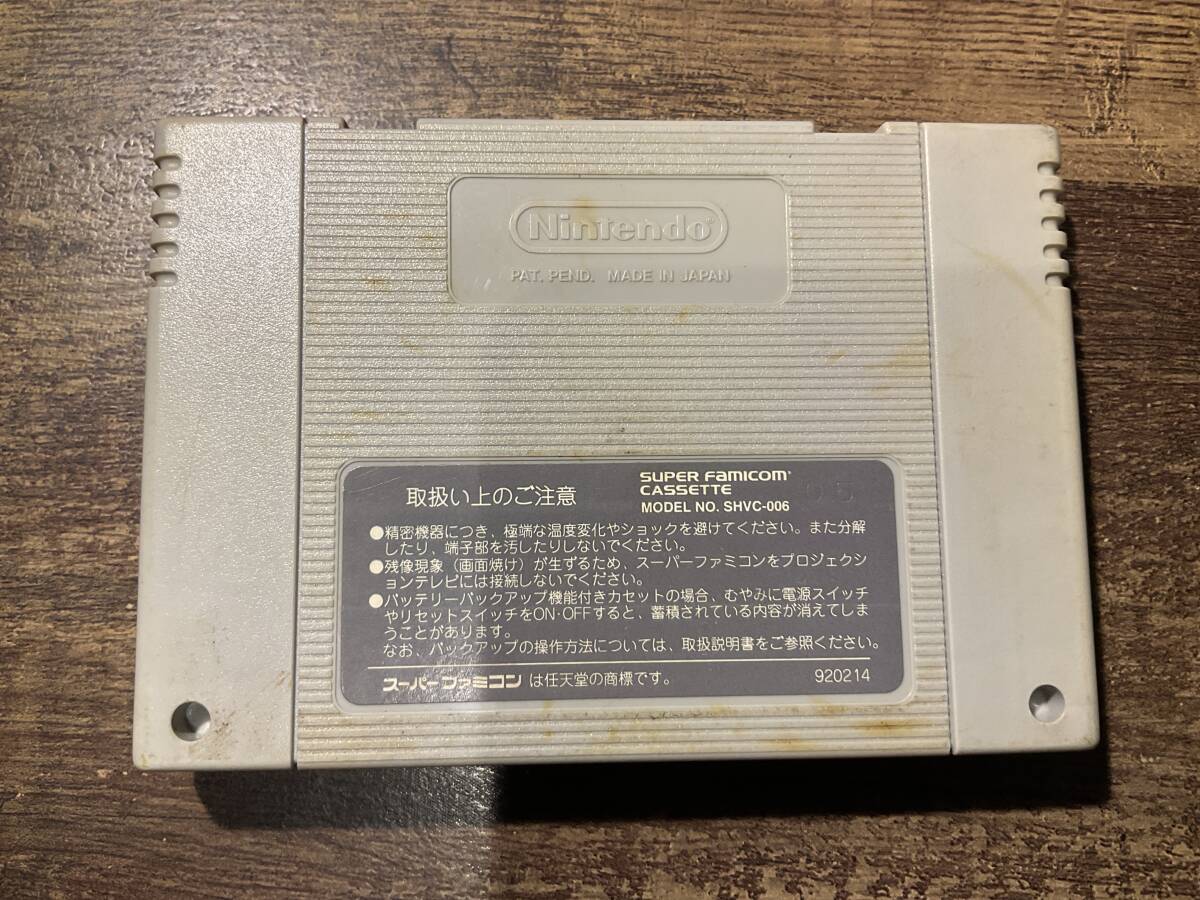 Nintendo®
PAT. PEND. MADE IN JAPAN
取扱い上のご注意
SUPER FAMICOM®
CASSETTE
MODEL NO. SHVC-006
05
●精密機器につき、極端な温度変化やショックを避けてください。また分解
したり、端子部を汚したりしないでください。
●残像現象（画面焼け）が生ずるため、スーパーファミコンをプロジェクシ
ョンテレビには接続しないでください。
●バッテリーバックアップ機能付きカセットの場合、むやみに電源スイッチ
やリセットスイッチをON·OFFすると、蓄積されている内容が消えてしま
うことがあります。
なお、バックアップの操作方法については、取扱説明書をご参照ください。
スーパーファミコン は任天堂の商標です。
920214